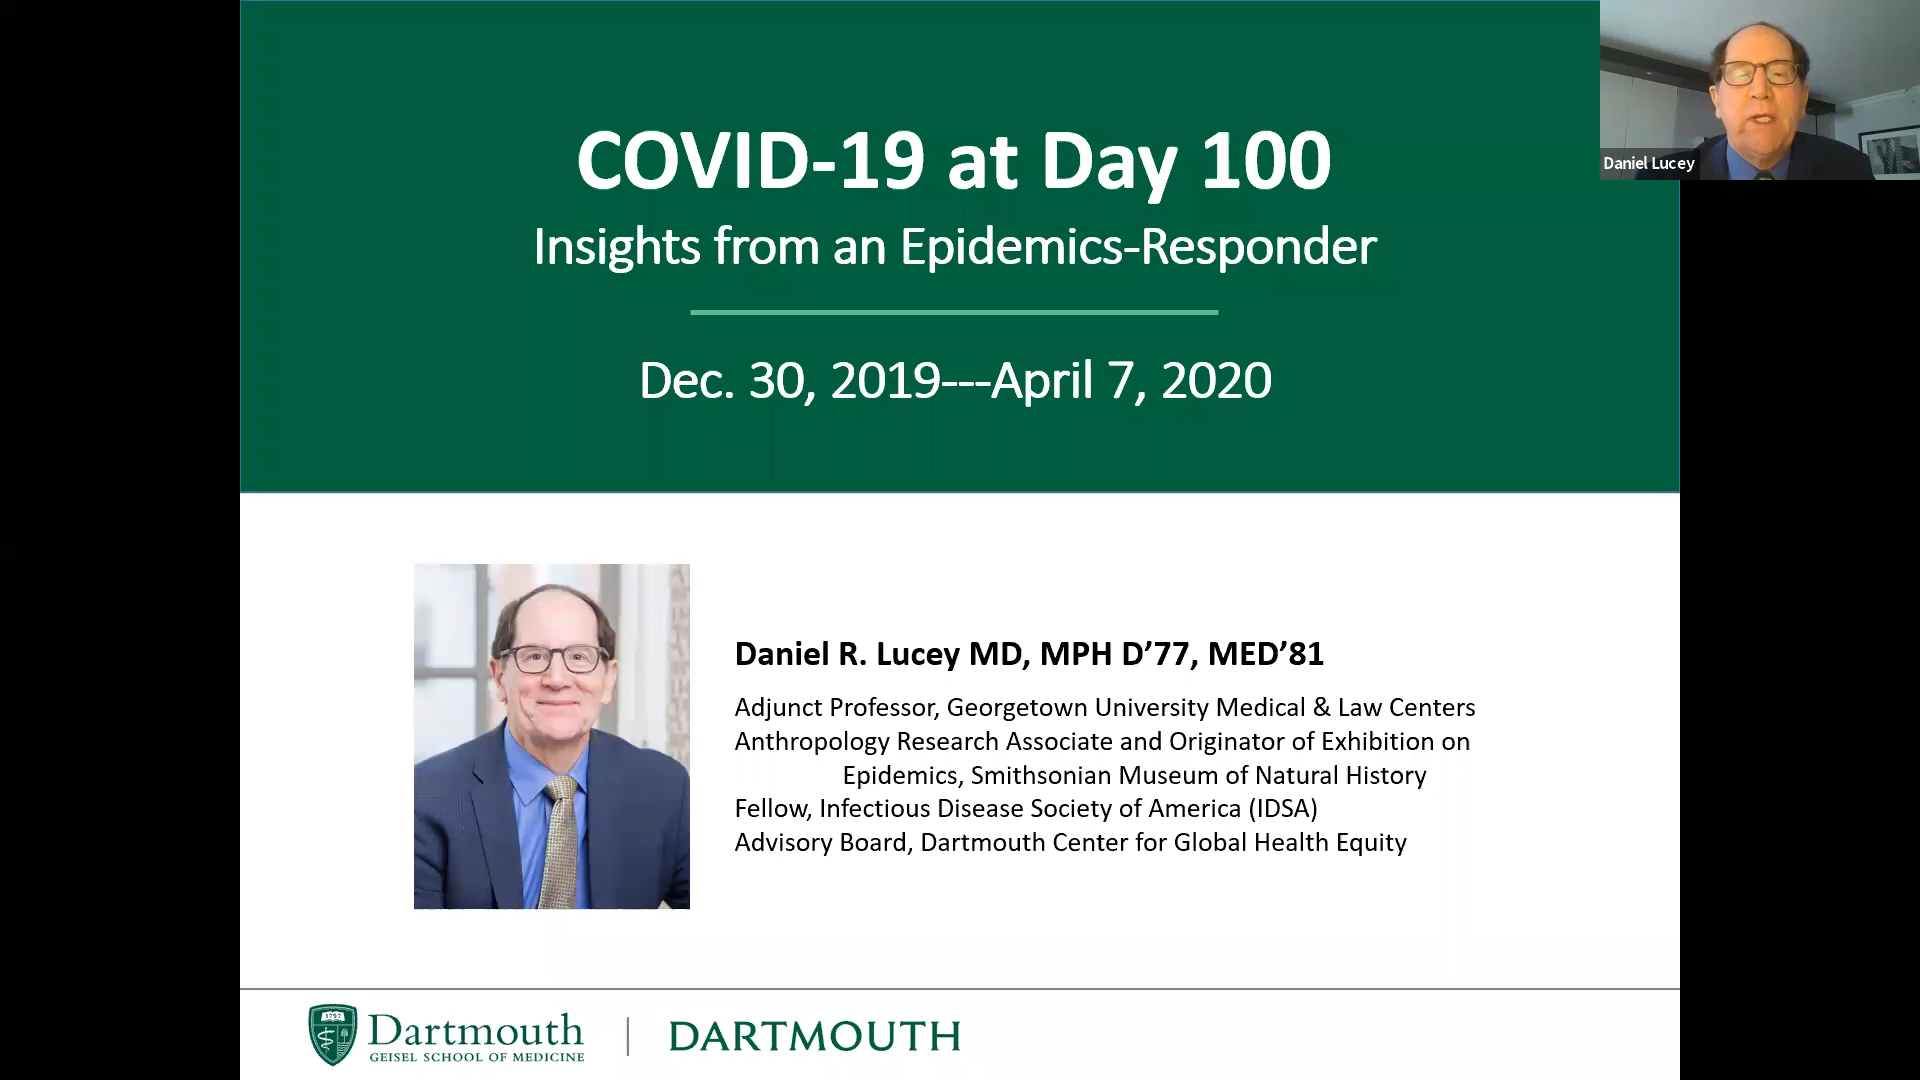 COVID-19 at Day 100
Insights from an Epidemics-Responder
Dec. 30, 2019---April 7, 2020
Daniel Lucey
Daniel R. Lucey MD, MPH D’77, MED’81
Adjunct Professor, Georgetown University Medical & Law Centers
Anthropology Research Associate and Originator of Exhibition on
Epidemics, Smithsonian Museum of Natural History
Fellow, Infectious Disease Society of America (IDSA)
Advisory Board, Dartmouth Center for Global Health Equity
1797
Dartmouth
GEISEL SCHOOL OF MEDICINE
DARTMOUTH